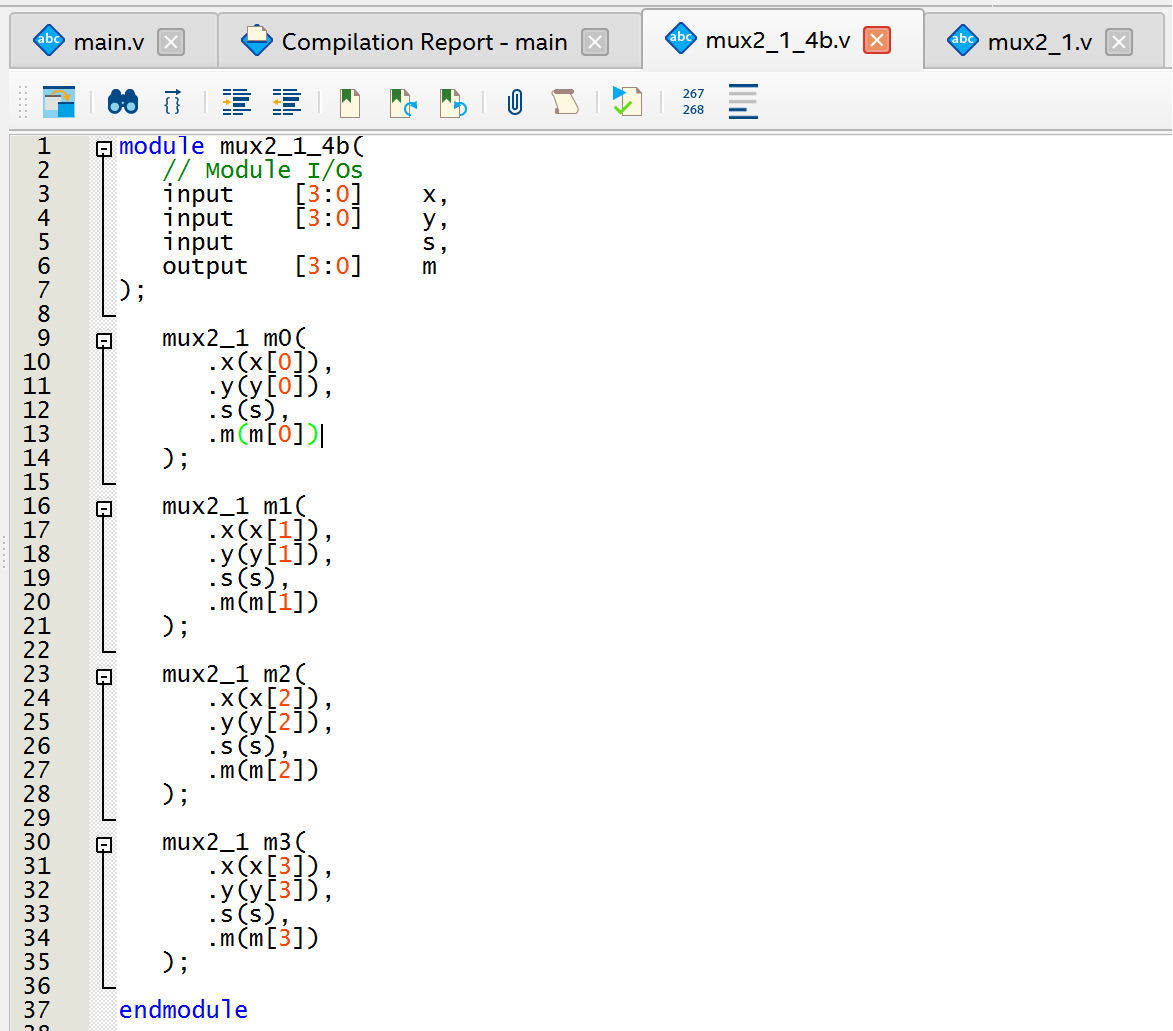 abc main.v Compilation Report - main abc mux2_1_4b.v abc mux2_1.v
267
268
1 module mux2_1_4b(
2 // Module I/Os
3 input [3:0] x,
4 input [3:0] y,
5 input s,
6 output [3:0] m
7 );
8
9 mux2_1 m0(
10 .x(x[0]),
11 .y(y[0]),
12 .s(s),
13 .m(m[0])
14 );
15
16 mux2_1 m1(
17 .x(x[1]),
18 .y(y[1]),
19 .s(s),
20 .m(m[1])
21 );
22
23 mux2_1 m2(
24 .x(x[2]),
25 .y(y[2]),
26 .s(s),
27 .m(m[2])
28 );
29
30 mux2_1 m3(
31 .x(x[3]),
32 .y(y[3]),
33 .s(s),
34 .m(m[3])
35 );
36
37 endmodule